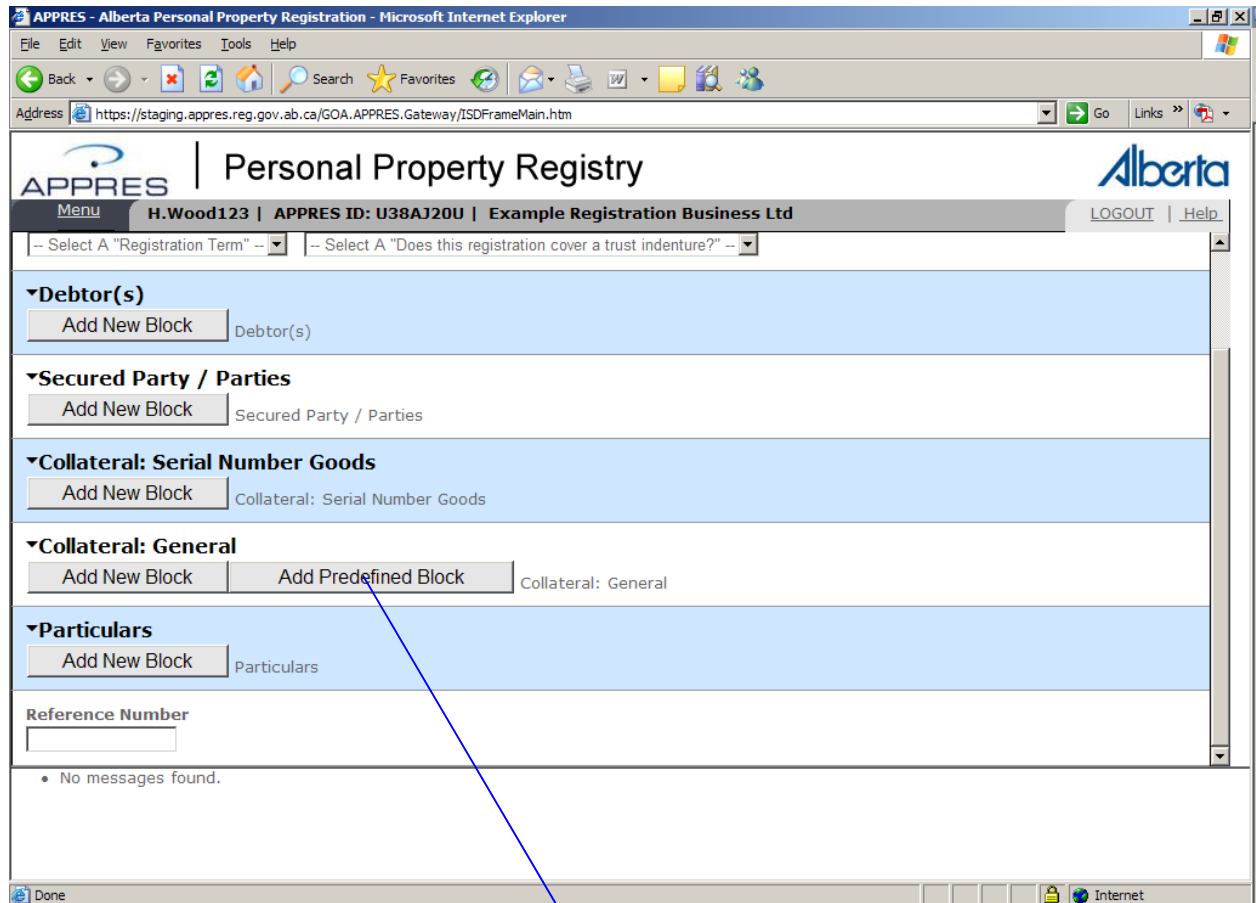 APPRES - Alberta Personal Property Registration - Microsoft Internet Explorer
File Edit View Favorites Tools Help
Back Search Favorites
Address https://staging.appres.reg.gov.ab.ca/GOA.APPRES.Gateway/ISDFrameMain.htm Go Links »
APPRES Personal Property Registry Alberta
Menu H.Wood123 | APPRES ID: U38AJ20U | Example Registration Business Ltd LOGOUT | Help
-- Select A "Registration Term" -- -- Select A "Does this registration cover a trust indenture?" --
Debtor(s)
Add New Block Debtor(s)
Secured Party / Parties
Add New Block Secured Party / Parties
Collateral: Serial Number Goods
Add New Block Collateral: Serial Number Goods
Collateral: General
Add New Block Add Predefined Block Collateral: General
Particulars
Add New Block Particulars
Reference Number
• No messages found.
Done Internet